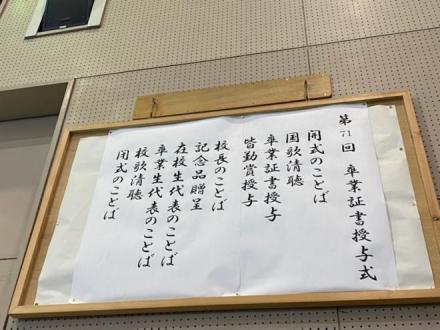 第71回　卒業証書授与式
開式のことば
国歌清聴
卒業証書授与
皆勤賞授与
校長のことば
記念品贈呈
在校生代表のことば
卒業生代表のことば
校歌清聴
閉式のことば